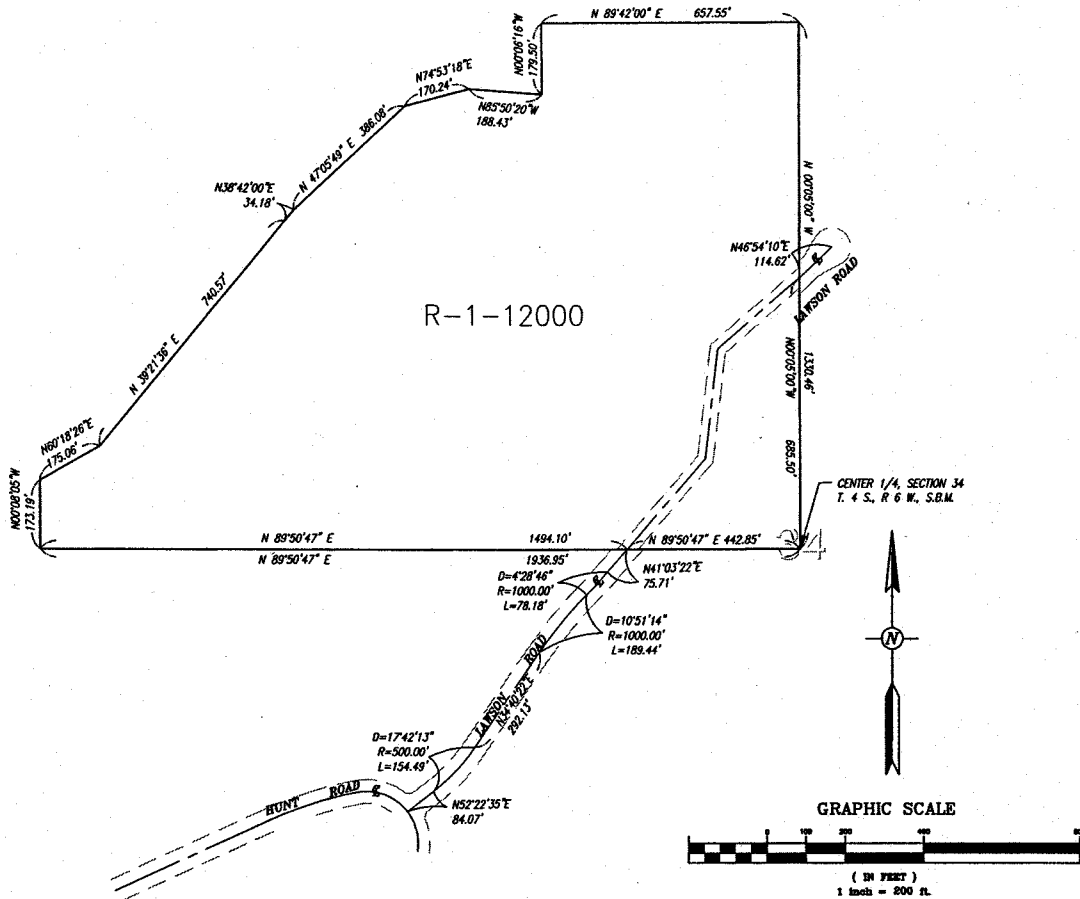 N 89°42'00" E 657.55'
N00°06'16"W
179.50'
N74°53'18"E
170.24'
N85°50'20"W
188.43'
N 47°05'49" E 386.08'
N38°42'00"E
34.18'
N 00°05'00" W
N46°54'10"E
114.62'
℄
LAWSON ROAD
R-1-12000
740.57'
N 39°21'36" E
N00°05'00"W
1330.46'
685.50'
N60°18'26"E
175.06'
N00°08'05"W
173.19'
CENTER 1/4, SECTION 34
T. 4 S., R 6 W., S.B.M.
N 89°50'47" E 1494.10'
N 89°50'47" E 442.85'
34
N 89°50'47" E 1936.95'
N41°03'22"E
75.71'
D=4°28'46"
R=1000.00'
L=78.18'
℄
D=10°51'14"
R=1000.00'
L=189.44'
N
LAWSON ROAD
N34°40'22"E
292.13'
D=17°42'13"
R=500.00'
L=154.49'
N52°22'35"E
84.07'
HUNT ROAD ℄
GRAPHIC SCALE
0 100 200 400
( IN FEET )
1 inch = 200 ft.